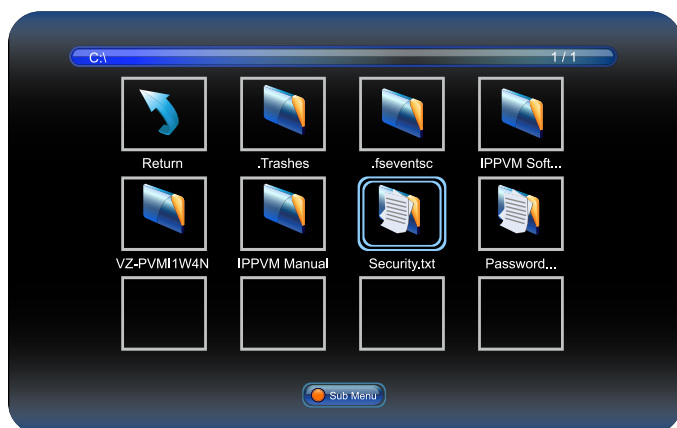 C:\ 1 / 1
Return .Trashes .fseventsc IPPVM Soft...
VZ-PVMI1W4N IPPVM Manual Security.txt Password...
Sub Menu